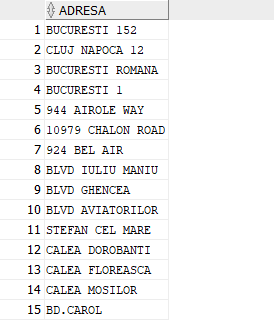 ADRESA
1 BUCURESTI 152
2 CLUJ NAPOCA 12
3 BUCURESTI ROMANA
4 BUCURESTI 1
5 944 AIROLE WAY
6 10979 CHALON ROAD
7 924 BEL AIR
8 BLVD IULIU MANIU
9 BLVD GHENCEA
10 BLVD AVIATORILOR
11 STEFAN CEL MARE
12 CALEA DOROBANTI
13 CALEA FLOREASCA
14 CALEA MOSILOR
15 BD.CAROL